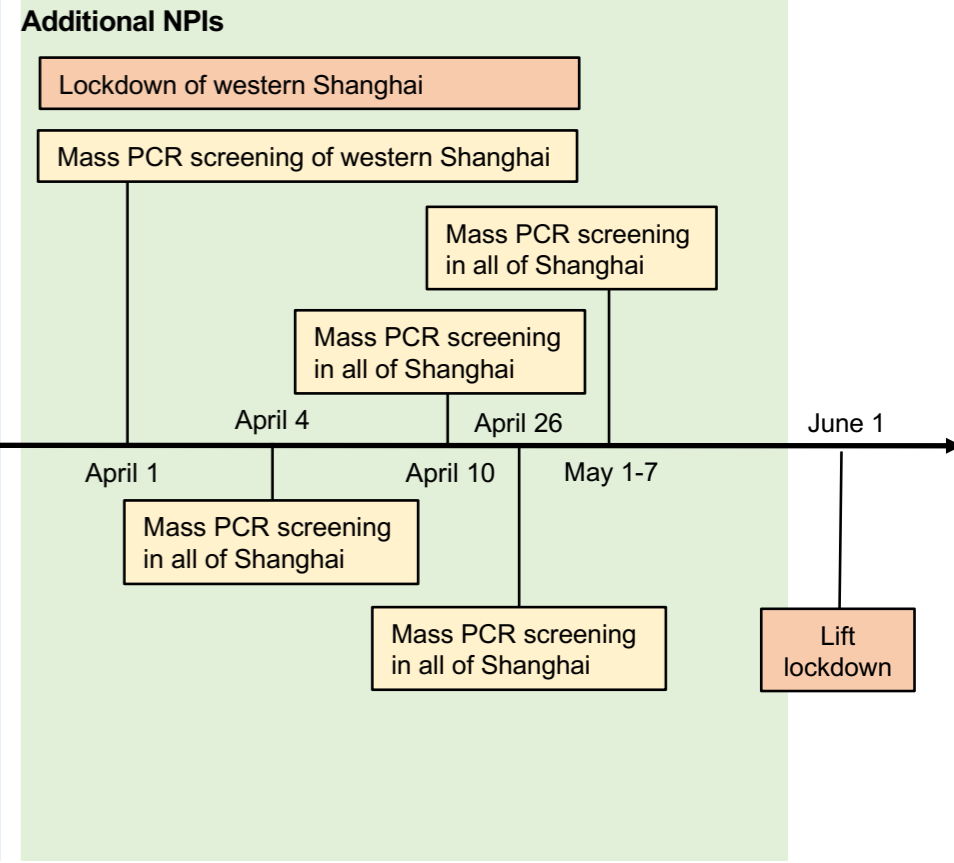 Additional NPIs
Lockdown of western Shanghai
Mass PCR screening of western Shanghai
Mass PCR screening
in all of Shanghai
Mass PCR screening
in all of Shanghai
April 4
April 26
June 1
April 1
April 10
May 1-7
Mass PCR screening
in all of Shanghai
Mass PCR screening
in all of Shanghai
Lift
lockdown